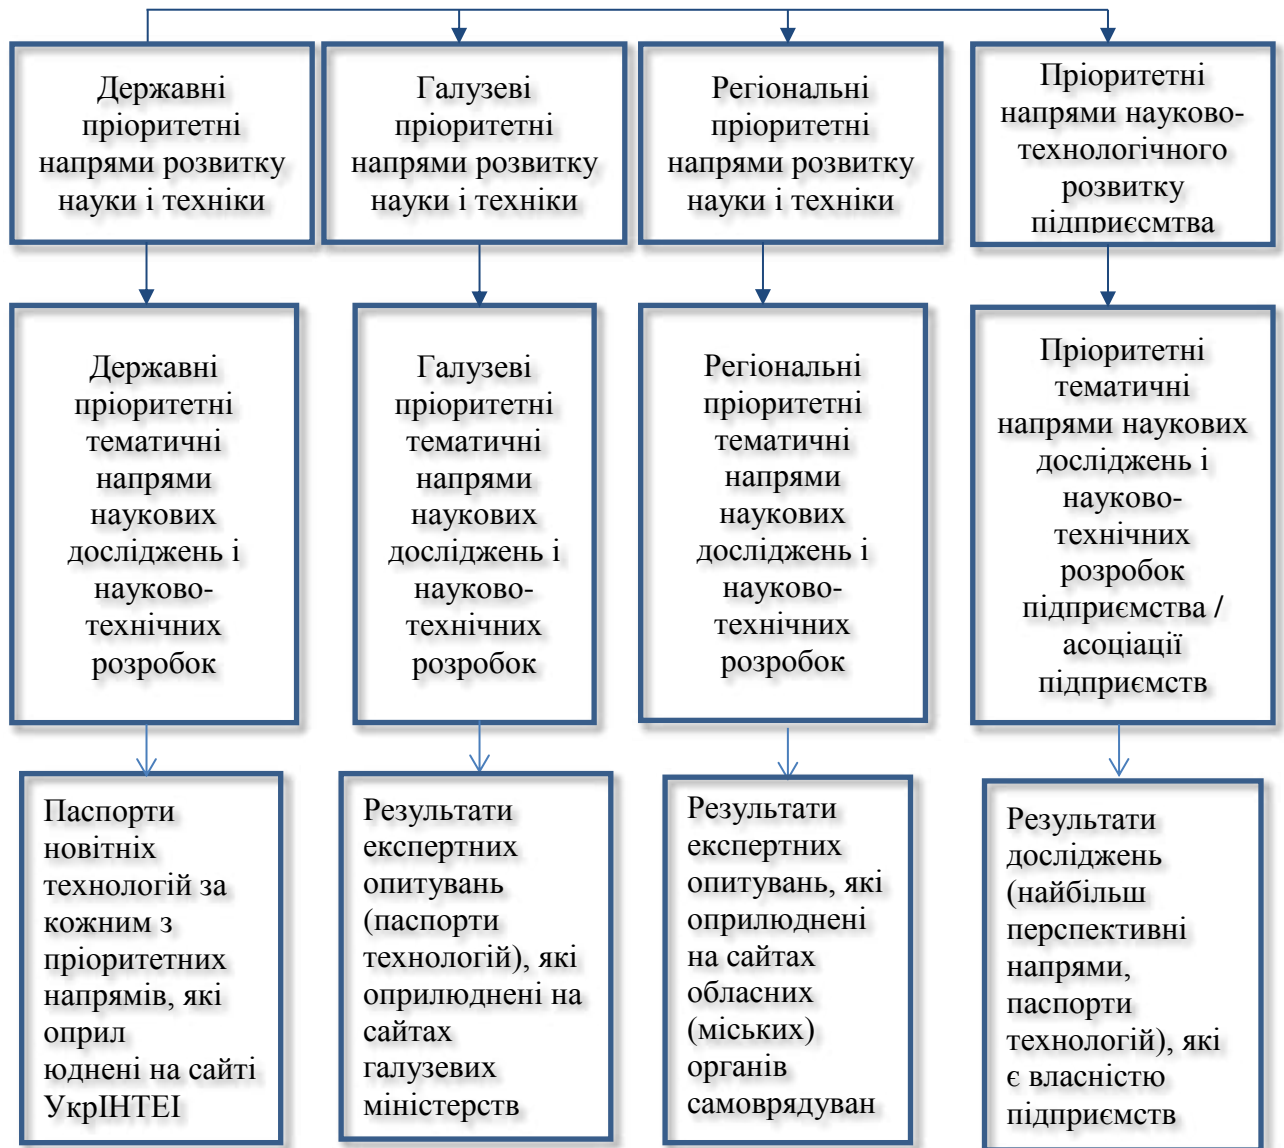 Державні
пріоритетні
напрями розвитку
науки і техніки
Галузеві
пріоритетні
напрями розвитку
науки і техніки
Регіональні
пріоритетні
напрями розвитку
науки і техніки
Пріоритетні
напрями науково-
технологічного
розвитку
підприємства
Державні
пріоритетні
тематичні
напрями
наукових
досліджень і
науково-
технічних
розробок
Галузеві
пріоритетні
тематичні
напрями
наукових
досліджень і
науково-
технічних
розробок
Регіональні
пріоритетні
тематичні
напрями
наукових
досліджень і
науково-
технічних
розробок
Пріоритетні
тематичні
напрями наукових
досліджень і
науково-
технічних
розробок
підприємства /
асоціації
підприємств
Паспорти
новітніх
технологій за
кожним з
пріоритетних
напрямів, які
оприл
юднені на сайті
УкрІНТЕІ
Результати
експертних
опитувань
(паспорти
технологій), які
оприлюднені на
сайтах
галузевих
міністерств
Результати
експертних
опитувань, які
оприлюднені
на сайтах
обласних
(міських)
органів
самоврядуван
Результати
досліджень
(найбільш
перспективні
напрями,
паспорти
технологій), які
є власністю
підприємств